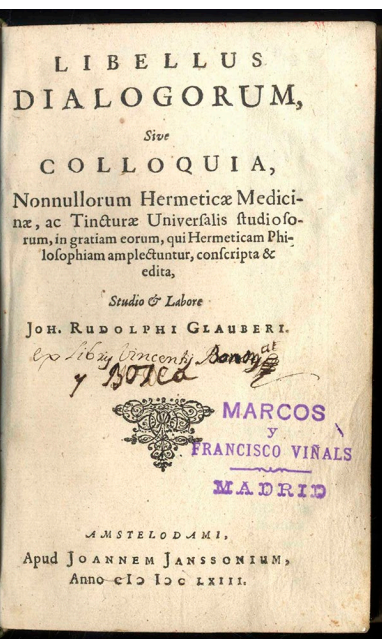 LIBELLUS
DIALOGORUM,
Sive
COLLOQUIA,
Nonnullorum Hermeticæ Medici-
næ, ac Tincturæ Universalis ſtudioſo-
rum, in gratiam eorum, qui Hermeticam Phi-
loſophiam amplectuntur, conſcripta &
edita,
Studio & Labore
JOH. RUDOLPHI GLAUBERI.
ex libris Vincentij
y
MARCOS
y
FRANCISCO VIÑALS
MADRID
AMSTELODAMI,
Apud JOANNEM JANSSONIUM,
Anno cIɔ Iɔc LXIII.